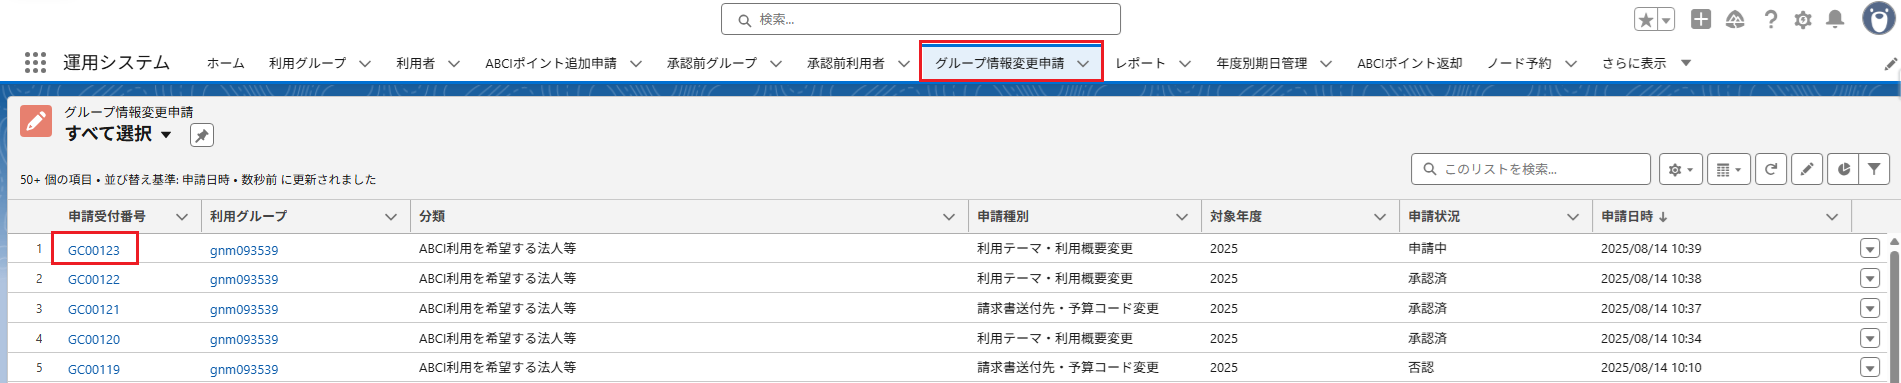 検索...
運用システム ホーム 利用グループ 利用者 ABCIポイント追加申請 承認前グループ 承認前利用者 グループ情報変更申請 レポート 年度別期日管理 ABCIポイント返却 ノード予約 さらに表示
グループ情報変更申請
すべて選択
このリストを検索...
50+ 個の項目 • 並び替え基準: 申請日時 • 数秒前 に更新されました
申請受付番号 利用グループ 分類 申請種別 対象年度 申請状況 申請日時 ↓
1 GC00123 gnm093539 ABCI利用を希望する法人等 利用テーマ・利用概要変更 2025 申請中 2025/08/14 10:39
2 GC00122 gnm093539 ABCI利用を希望する法人等 利用テーマ・利用概要変更 2025 承認済 2025/08/14 10:38
3 GC00121 gnm093539 ABCI利用を希望する法人等 請求書送付先・予算コード変更 2025 承認済 2025/08/14 10:37
4 GC00120 gnm093539 ABCI利用を希望する法人等 利用テーマ・利用概要変更 2025 承認済 2025/08/14 10:34
5 GC00119 gnm093539 ABCI利用を希望する法人等 請求書送付先・予算コード変更 2025 否認 2025/08/14 10:10